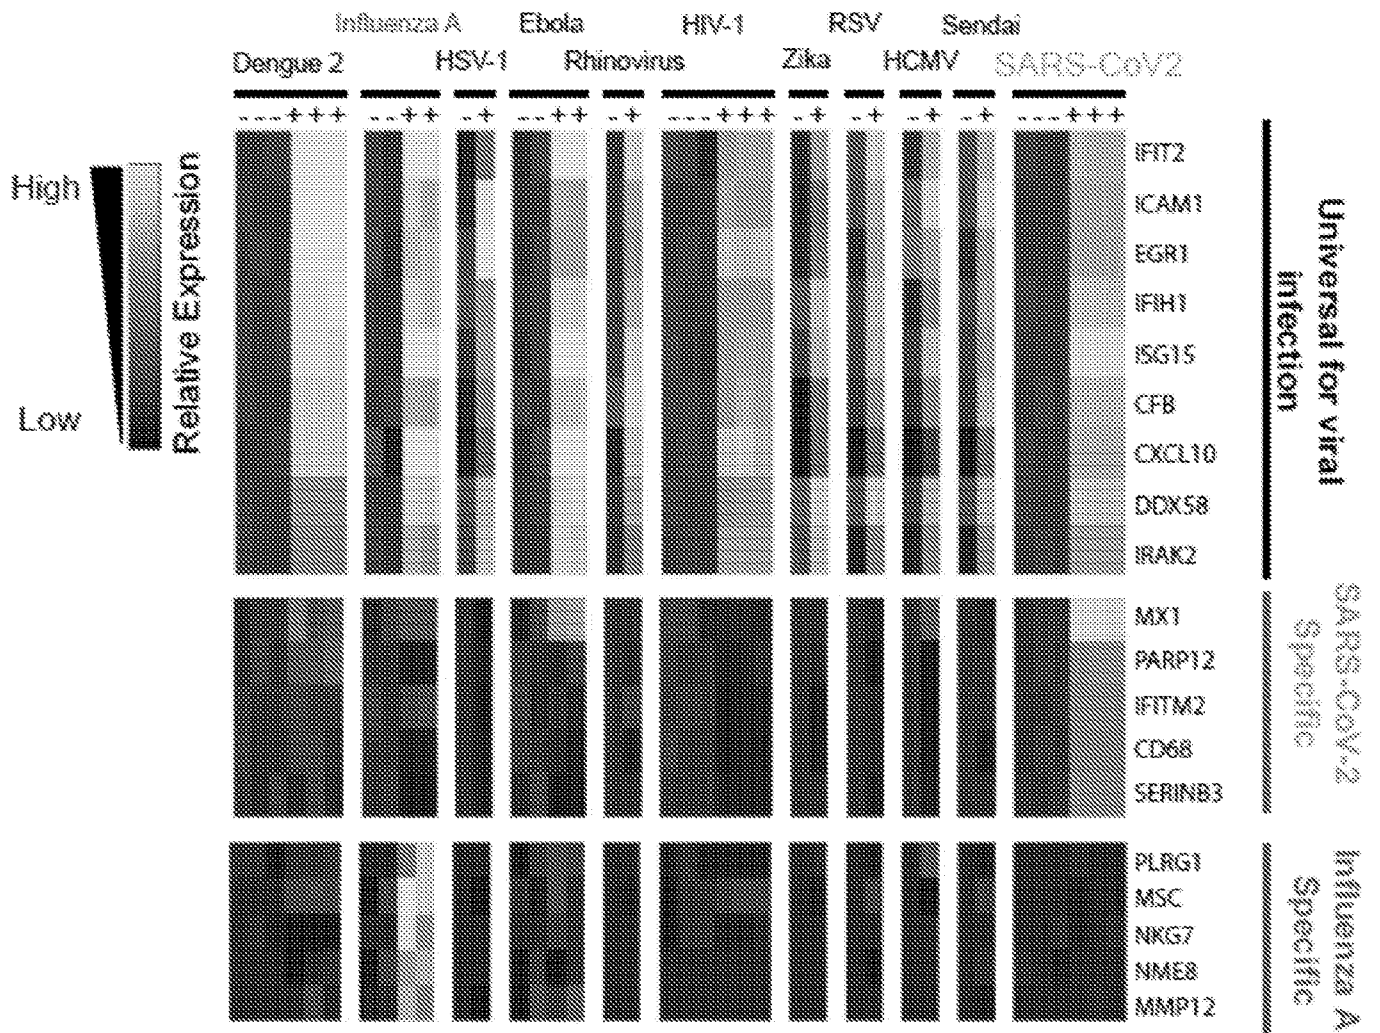 Influenza A Ebola HIV-1 RSV Sendai
Dengue 2 HSV-1 Rhinovirus Zika HCMV SARS-CoV2
---+++ --++ -+ --++ -+ ---+++ -+ -+ -+ -+ ---+++
High
Low
Relative Expression
IFIT2
ICAM1
EGR1
IFIH1
ISG15
CFB
CXCL10
DDX58
IRAK2
Universal for viral
infection
MX1
PARP12
IFITM2
CD68
SERINB3
SARS-CoV-2
Specific
PLRG1
MSC
NKG7
NME8
MMP12
Influenza A
Specific